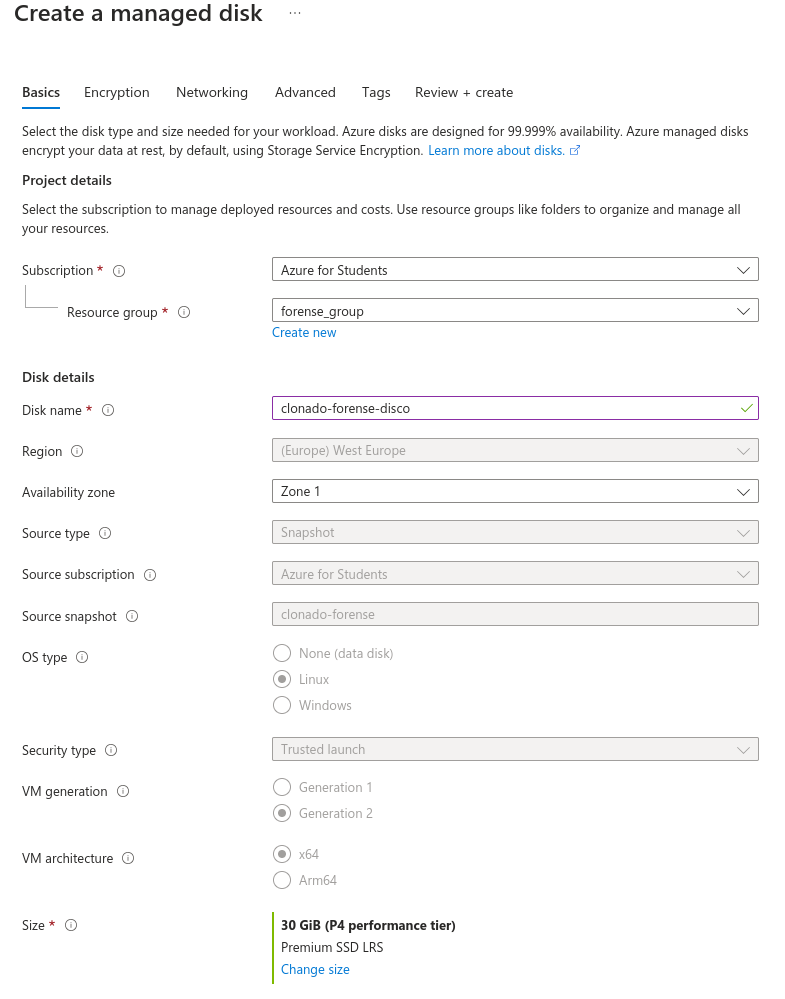 Create a managed disk ...
Basics Encryption Networking Advanced Tags Review + create
Select the disk type and size needed for your workload. Azure disks are designed for 99.999% availability. Azure managed disks
encrypt your data at rest, by default, using Storage Service Encryption. Learn more about disks.
Project details
Select the subscription to manage deployed resources and costs. Use resource groups like folders to organize and manage all
your resources.
Subscription * Azure for Students
Resource group * forense_group
Create new
Disk details
Disk name * clonado-forense-disco
Region (Europe) West Europe
Availability zone Zone 1
Source type Snapshot
Source subscription Azure for Students
Source snapshot clonado-forense
OS type None (data disk)
Linux
Windows
Security type Trusted launch
VM generation Generation 1
Generation 2
VM architecture x64
Arm64
Size * 30 GiB (P4 performance tier)
Premium SSD LRS
Change size